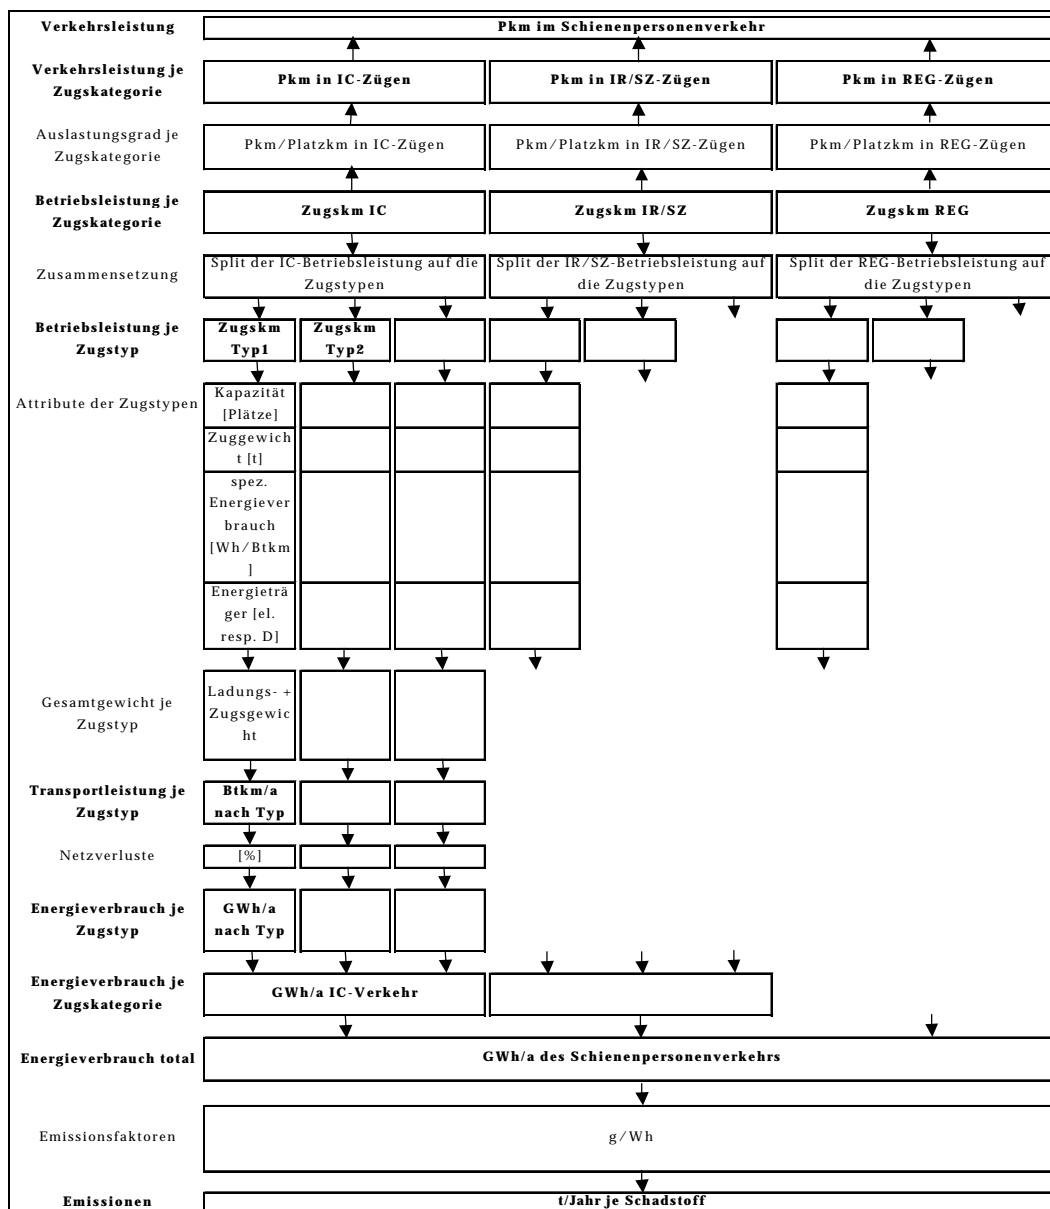 Verkehrsleistung
Pkm im Schienenpersonenverkehr
Verkehrsleistung je
Zugskategorie
Pkm in IC-Zügen
Pkm in IR/SZ-Zügen
Pkm in REG-Zügen
Auslastungsgrad je
Zugskategorie
Pkm/Platzkm in IC-Zügen
Pkm/Platzkm in IR/SZ-Zügen
Pkm/Platzkm in REG-Zügen
Betriebsleistung je
Zugskategorie
Zugskm IC
Zugskm IR/SZ
Zugskm REG
Zusammensetzung
Split der IC-Betriebsleistung auf die
Zugstypen
Split der IR/SZ-Betriebsleistung auf
die Zugstypen
Split der REG-Betriebsleistung auf
die Zugstypen
Betriebsleistung je
Zugstyp
Zugskm
Typ1
Zugskm
Typ2
Attribute der Zugstypen
Kapazität
[Plätze]
Zuggewich
t [t]
spez.
Energiever
brauch
[Wh/Btkm
]
Energieträ
ger [el.
resp. D]
Gesamtgewicht je
Zugstyp
Ladungs- +
Zugsgewic
ht
Transportleistung je
Zugstyp
Btkm/a
nach Typ
Netzverluste
[%]
Energieverbrauch je
Zugstyp
GWh/a
nach Typ
Energieverbrauch je
Zugskategorie
GWh/a IC-Verkehr
Energieverbrauch total
GWh/a des Schienenpersonenverkehrs
Emissionsfaktoren
g/Wh
Emissionen
t/Jahr je Schadstoff